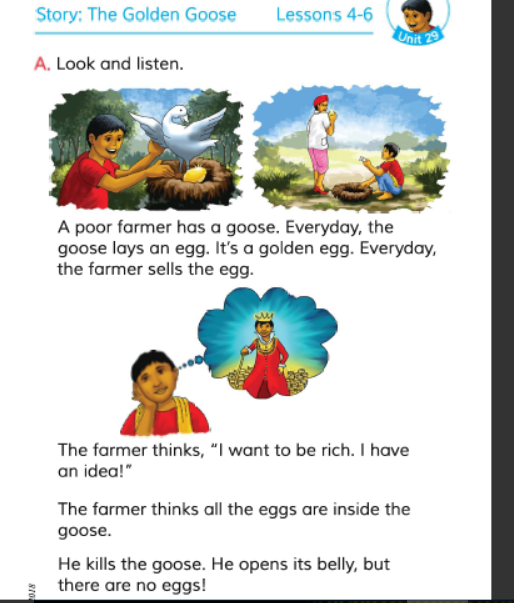 Story: The Golden Goose Lessons 4-6
Unit 29
A. Look and listen.
A poor farmer has a goose. Everyday, the
goose lays an egg. It's a golden egg. Everyday,
the farmer sells the egg.
The farmer thinks, "I want to be rich. I have
an idea!"
The farmer thinks all the eggs are inside the
goose.
He kills the goose. He opens its belly, but
there are no eggs!
2018